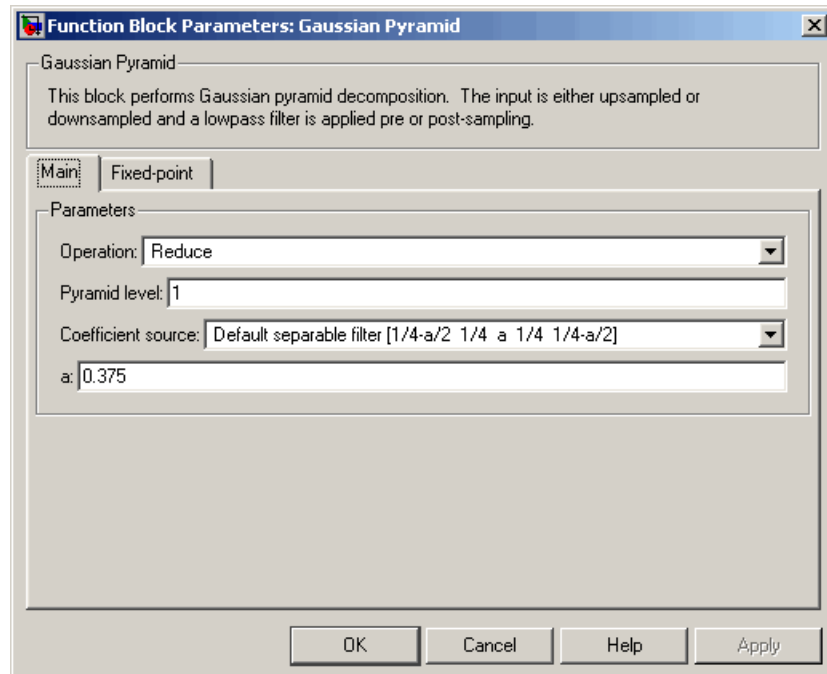 Function Block Parameters: Gaussian Pyramid
Gaussian Pyramid
This block performs Gaussian pyramid decomposition. The input is either upsampled or
downsampled and a lowpass filter is applied pre or post-sampling.
Main Fixed-point
Parameters
Operation: Reduce
Pyramid level: 1
Coefficient source: Default separable filter [1/4-a/2 1/4 a 1/4 1/4-a/2]
a: 0.375
OK Cancel Help Apply